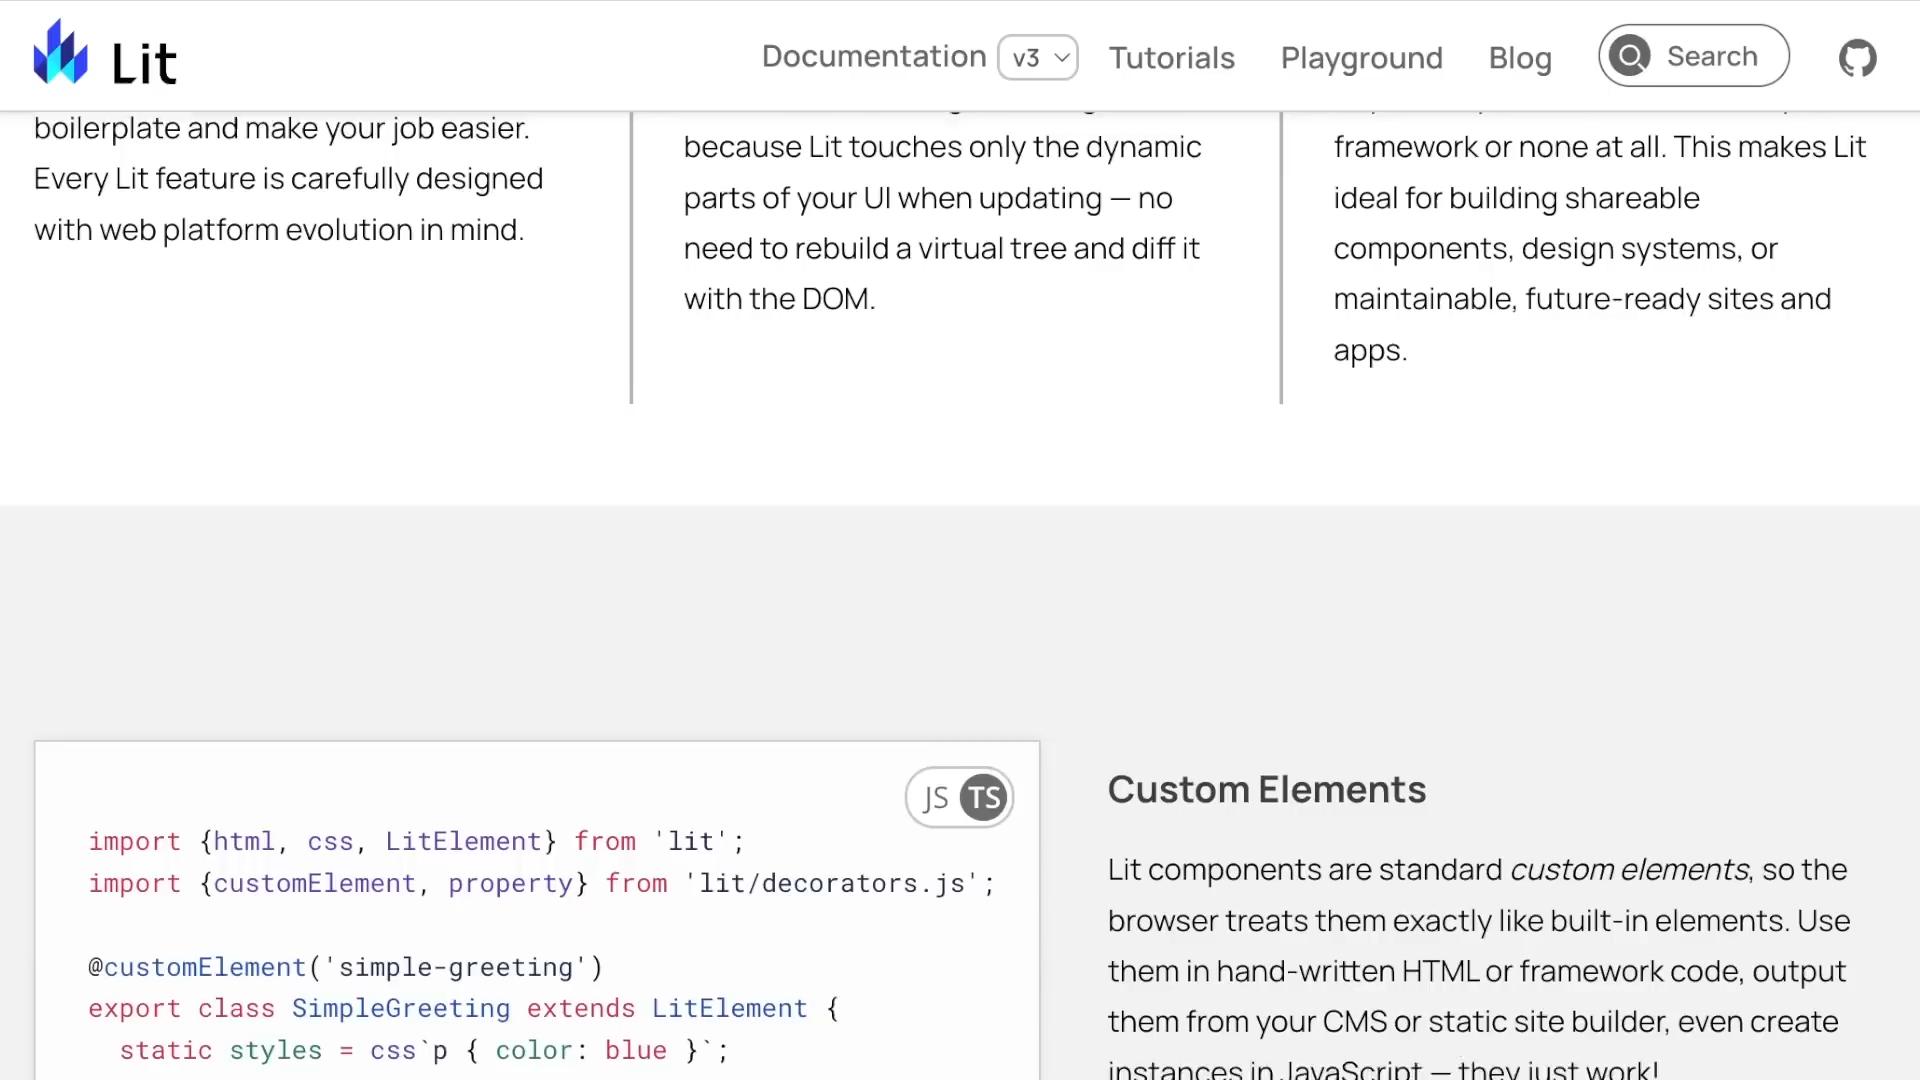 Lit
Documentation v3 Tutorials Playground Blog Search
boilerplate and make your job easier.
Every Lit feature is carefully designed
with web platform evolution in mind.
because Lit touches only the dynamic
parts of your UI when updating — no
need to rebuild a virtual tree and diff it
with the DOM.
framework or none at all. This makes Lit
ideal for building shareable
components, design systems, or
maintainable, future-ready sites and
apps.
JS TS
import {html, css, LitElement} from 'lit';
import {customElement, property} from 'lit/decorators.js';
@customElement('simple-greeting')
export class SimpleGreeting extends LitElement {
static styles = css`p { color: blue }`;
Custom Elements
Lit components are standard custom elements, so the
browser treats them exactly like built-in elements. Use
them in hand-written HTML or framework code, output
them from your CMS or static site builder, even create
instances in JavaScript — they just work!